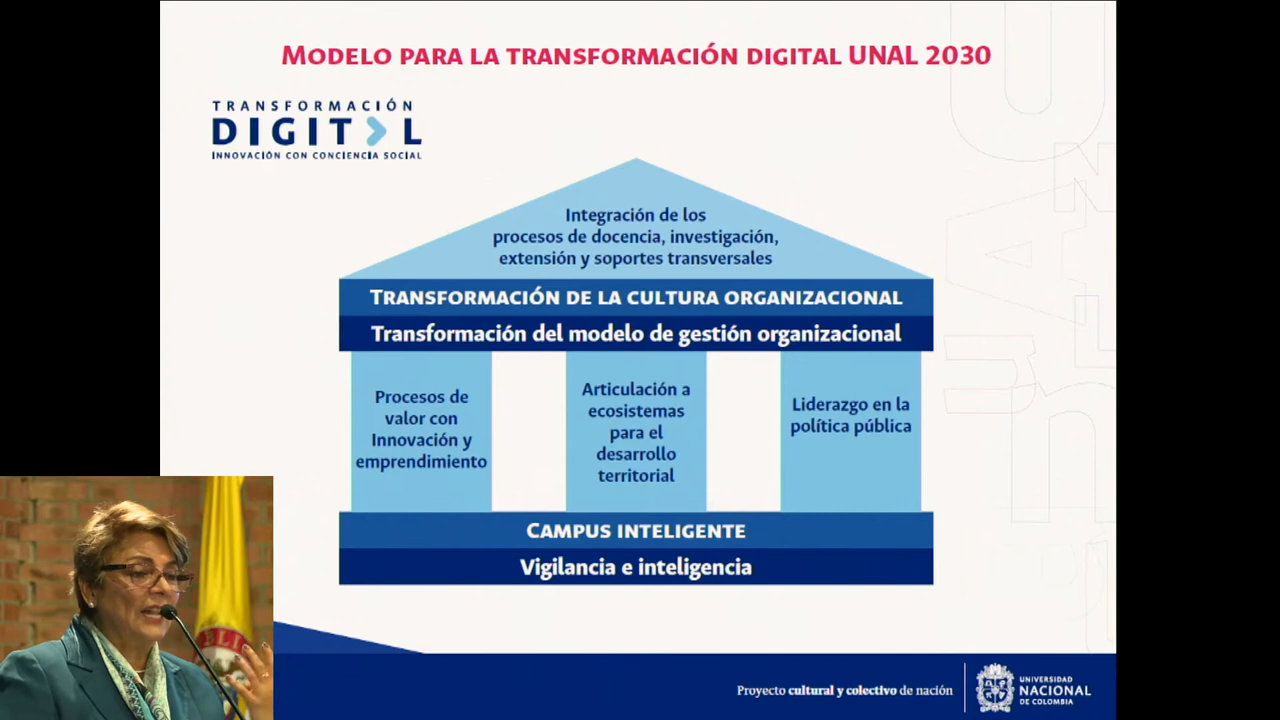 MODELO PARA LA TRANSFORMACIÓN DIGITAL UNAL 2030
TRANSFORMACIÓN
DIGITAL
INNOVACIÓN CON CONCIENCIA SOCIAL
Integración de los
procesos de docencia, investigación,
extensión y soportes transversales
TRANSFORMACIÓN DE LA CULTURA ORGANIZACIONAL
Transformación del modelo de gestión organizacional
Procesos de
valor con
Innovación y
emprendimiento
Articulación a
ecosistemas
para el
desarrollo
territorial
Liderazgo en la
política pública
CAMPUS INTELIGENTE
Vigilancia e inteligencia
Proyecto cultural y colectivo de nación
UNIVERSIDAD
NACIONAL
DE COLOMBIA